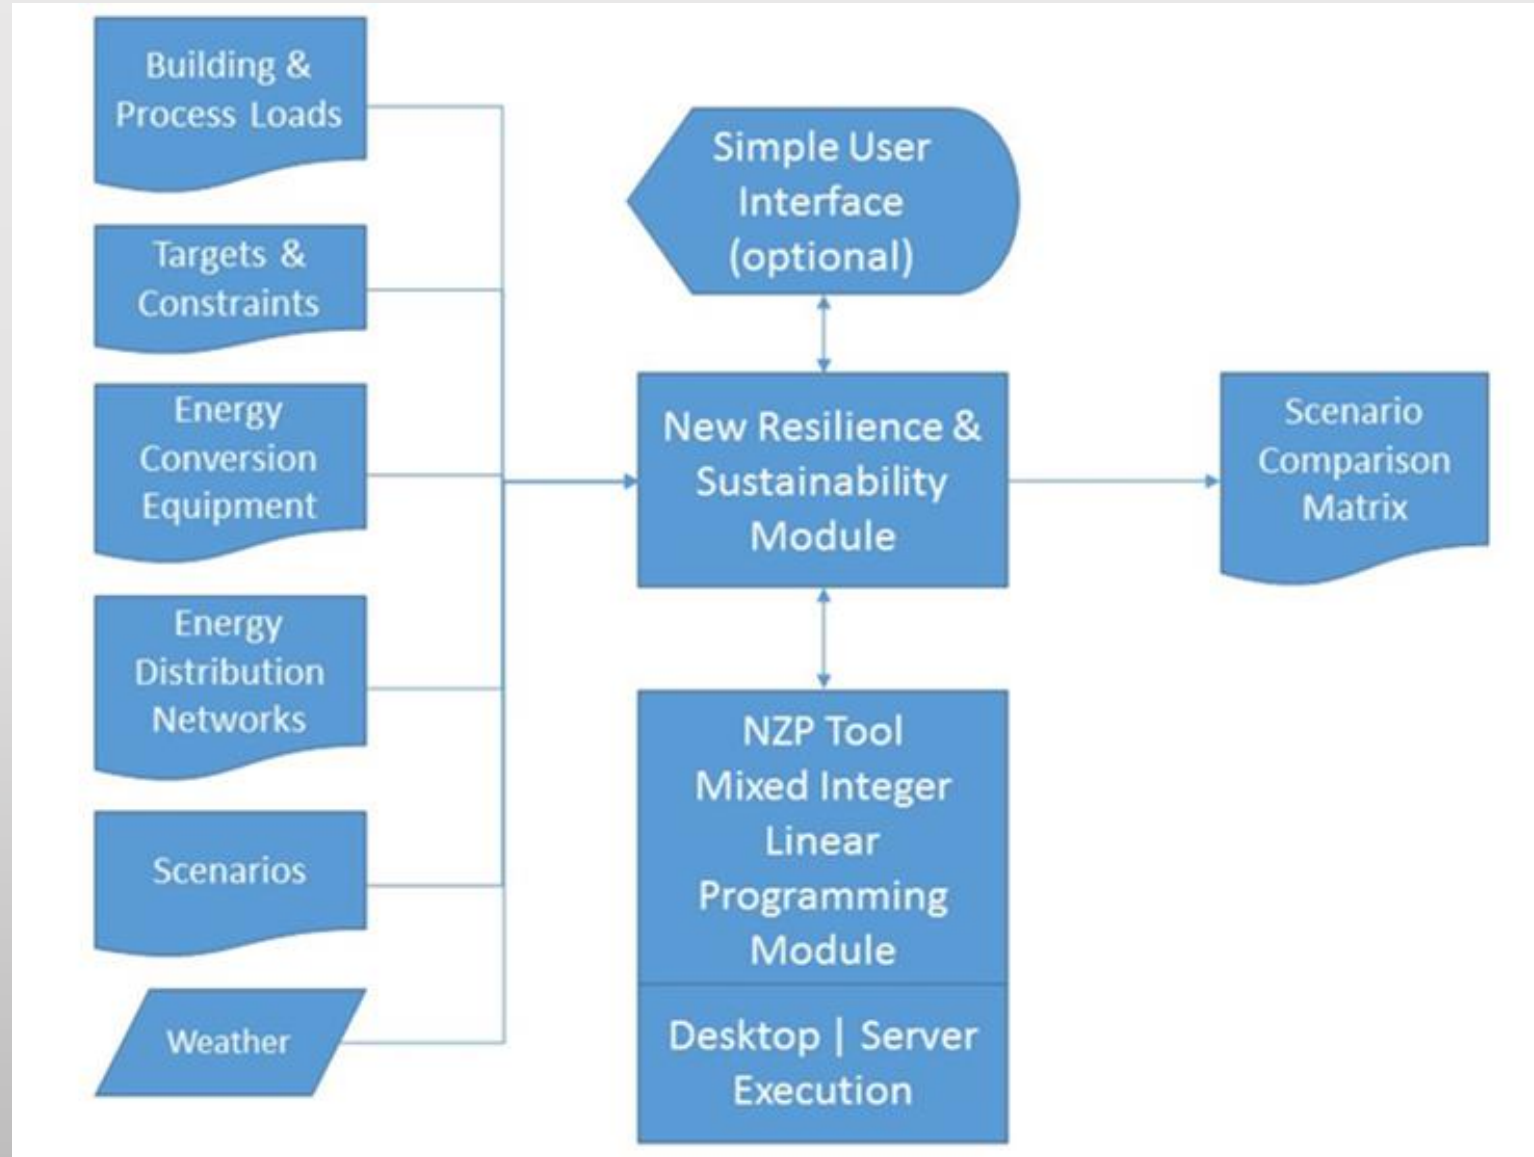 Building &
Process Loads
Targets &
Constraints
Energy
Conversion
Equipment
Energy
Distribution
Networks
Scenarios
Weather
Simple User
Interface
(optional)
New Resilience &
Sustainability
Module
NZP Tool
Mixed Integer
Linear
Programming
Module
Desktop | Server
Execution
Scenario
Comparison
Matrix